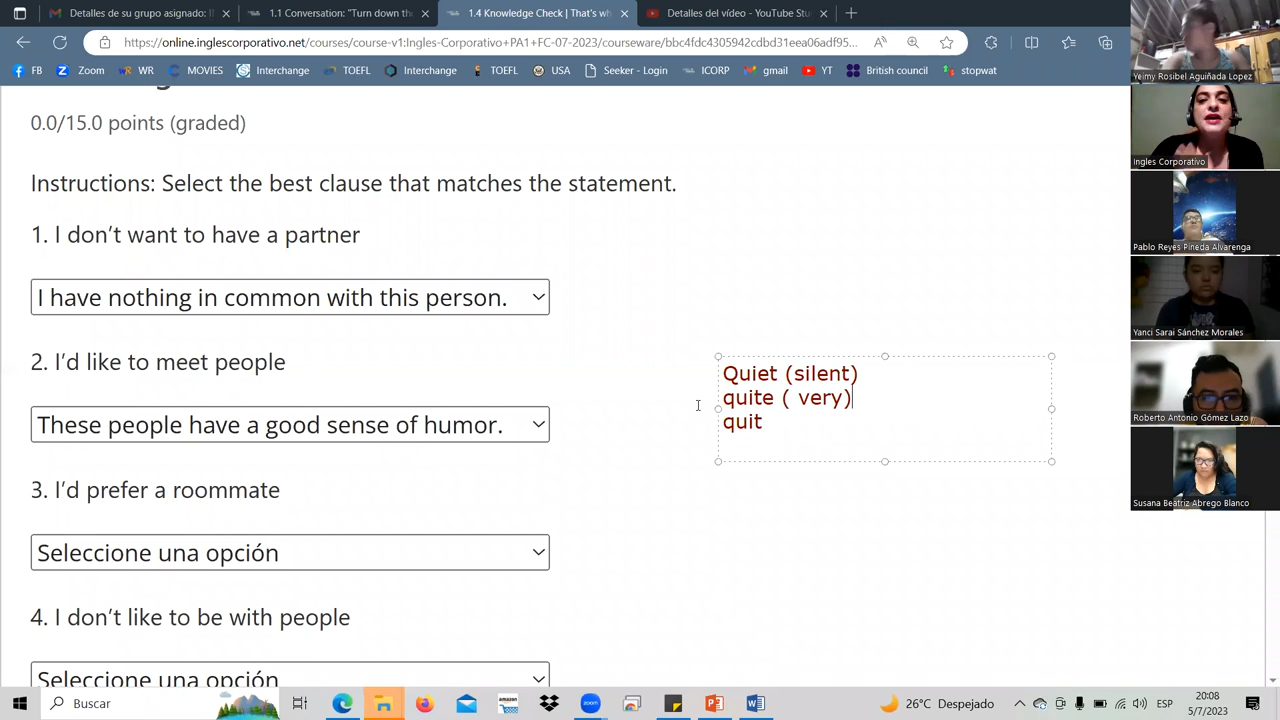 Detalles de su grupo asignado: I
1.1 Conversation: "Turn down th
1.4 Knowledge Check | That's wh
Detalles del vídeo - YouTube Stu
https://online.inglescorporativo.net/courses/course-v1:Ingles-Corporativo+PA1+FC-07-2023/courseware/bbc4fdc4305942cdbd31eea06adf95...
FB
Zoom
WR
MOVIES
Interchange
TOEFL
Interchange
TOEFL
USA
Seeker - Login
ICORP
gmail
YT
British council
stopwat
0.0/15.0 points (graded)
Instructions: Select the best clause that matches the statement.
1. I don't want to have a partner
I have nothing in common with this person.
2. I'd like to meet people
These people have a good sense of humor.
3. I'd prefer a roommate
Seleccione una opción
4. I don't like to be with people
Seleccione una opción
Quiet (silent)
quite ( very)
quit
Yeimy Rosibel Aguiñada Lopez
Ingles Corporativo
Pablo Reyes Pineda Alvarenga
Yanci Sarai Sánchez Morales
Roberto Antonio Gómez Lazo
Susana Beatriz Abrego Blanco
Buscar
26°C Despejado
ESP
20:08
5/7/2023